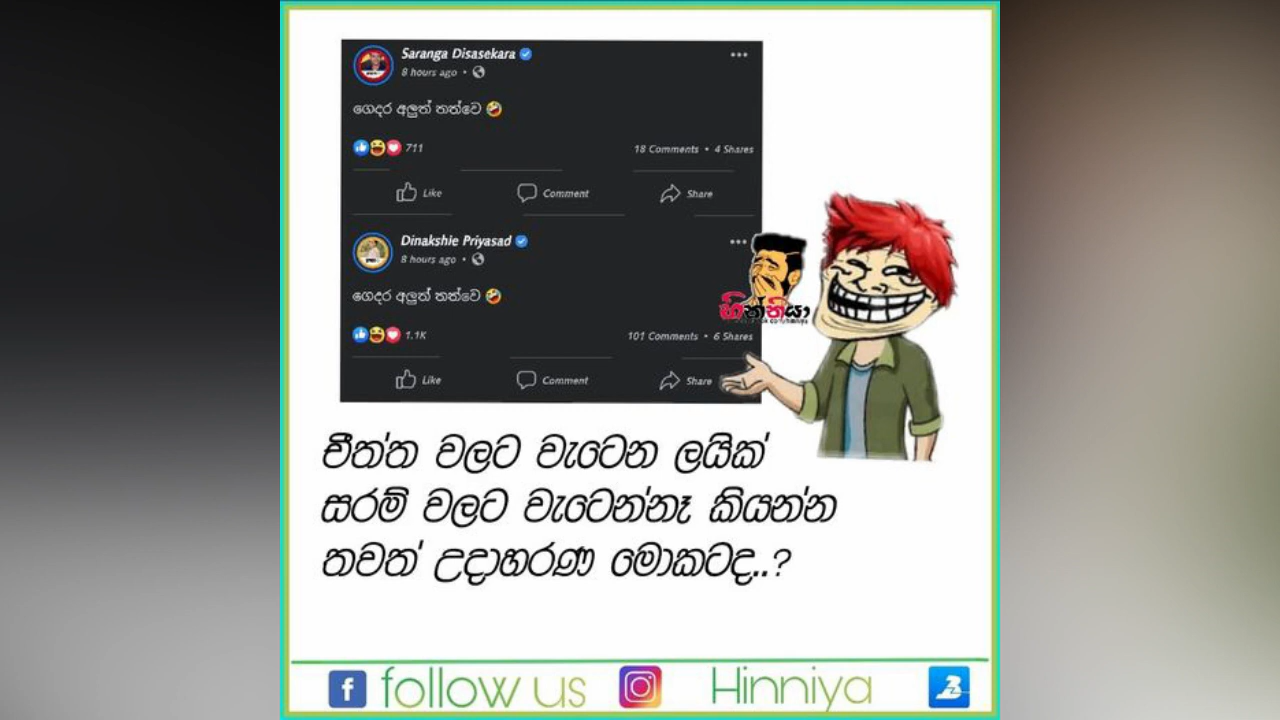 Saranga Disasekara
8 hours ago
ගෙදර අලුත් තත්වෙ 🤣
711
18 Comments • 4 Shares
Like Comment Share
Dinakshie Priyasad
8 hours ago
ගෙදර අලුත් තත්වෙ 🤣
1.1K
101 Comments • 6 Shares
Like Comment Share
හින්නියා
චීත්ත වලට වැටෙන ලයික්
සරම් වලට වැටෙන්නෑ කියන්න
තවත් උදාහරණ මොකටද..?
follow us Hinniya